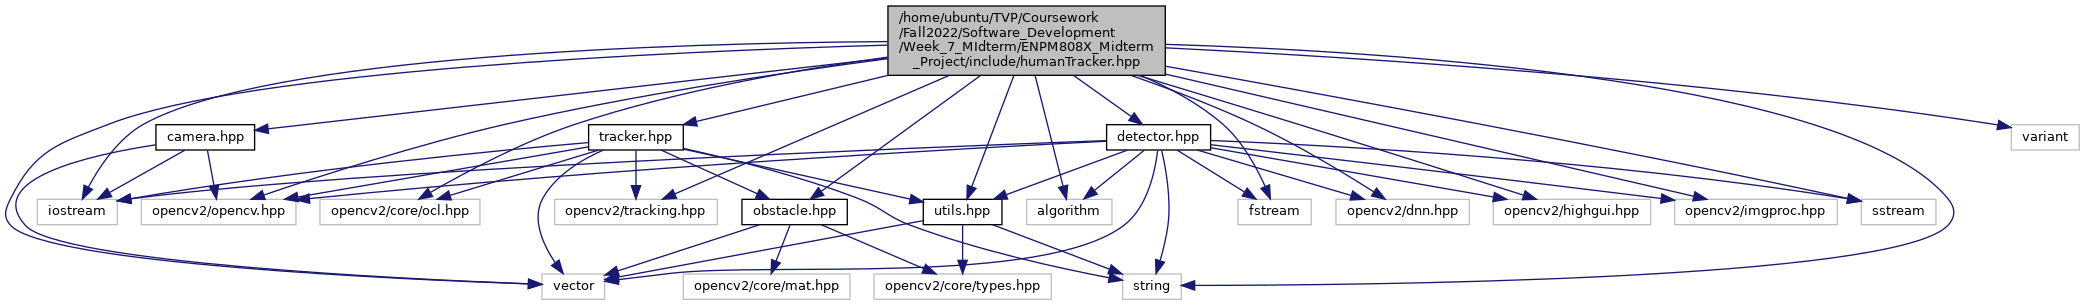 /home/ubuntu/TVP/Coursework
/Fall2022/Software_Development
/Week_7_MIdterm/ENPM808X_Midterm
_Project/include/humanTracker.hpp
camera.hpp
tracker.hpp
detector.hpp
variant
iostream
opencv2/opencv.hpp
opencv2/core/ocl.hpp
opencv2/tracking.hpp
obstacle.hpp
utils.hpp
algorithm
fstream
opencv2/dnn.hpp
opencv2/highgui.hpp
opencv2/imgproc.hpp
sstream
vector
opencv2/core/mat.hpp
opencv2/core/types.hpp
string